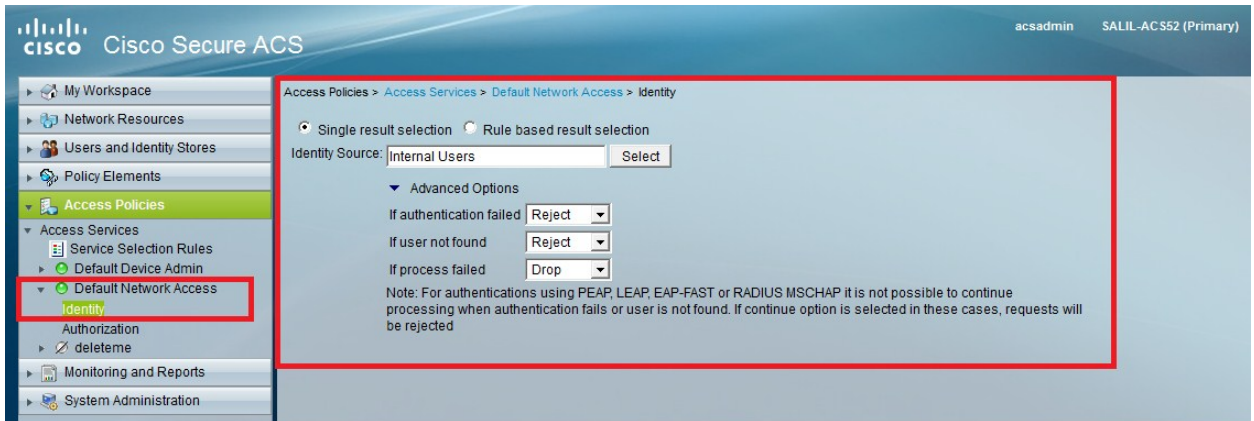 acsadmin SALIL-ACS52 (Primary)
CISCO Cisco Secure ACS
My Workspace
Network Resources
Users and Identity Stores
Policy Elements
Access Policies
Access Services
Service Selection Rules
Default Device Admin
Default Network Access
Identity
Authorization
deleteme
Monitoring and Reports
System Administration
Access Policies > Access Services > Default Network Access > Identity
Single result selection Rule based result selection
Identity Source: Internal Users Select
Advanced Options
If authentication failed Reject
If user not found Reject
If process failed Drop
Note: For authentications using PEAP, LEAP, EAP-FAST or RADIUS MSCHAP it is not possible to continue
processing when authentication fails or user is not found. If continue option is selected in these cases, requests will
be rejected